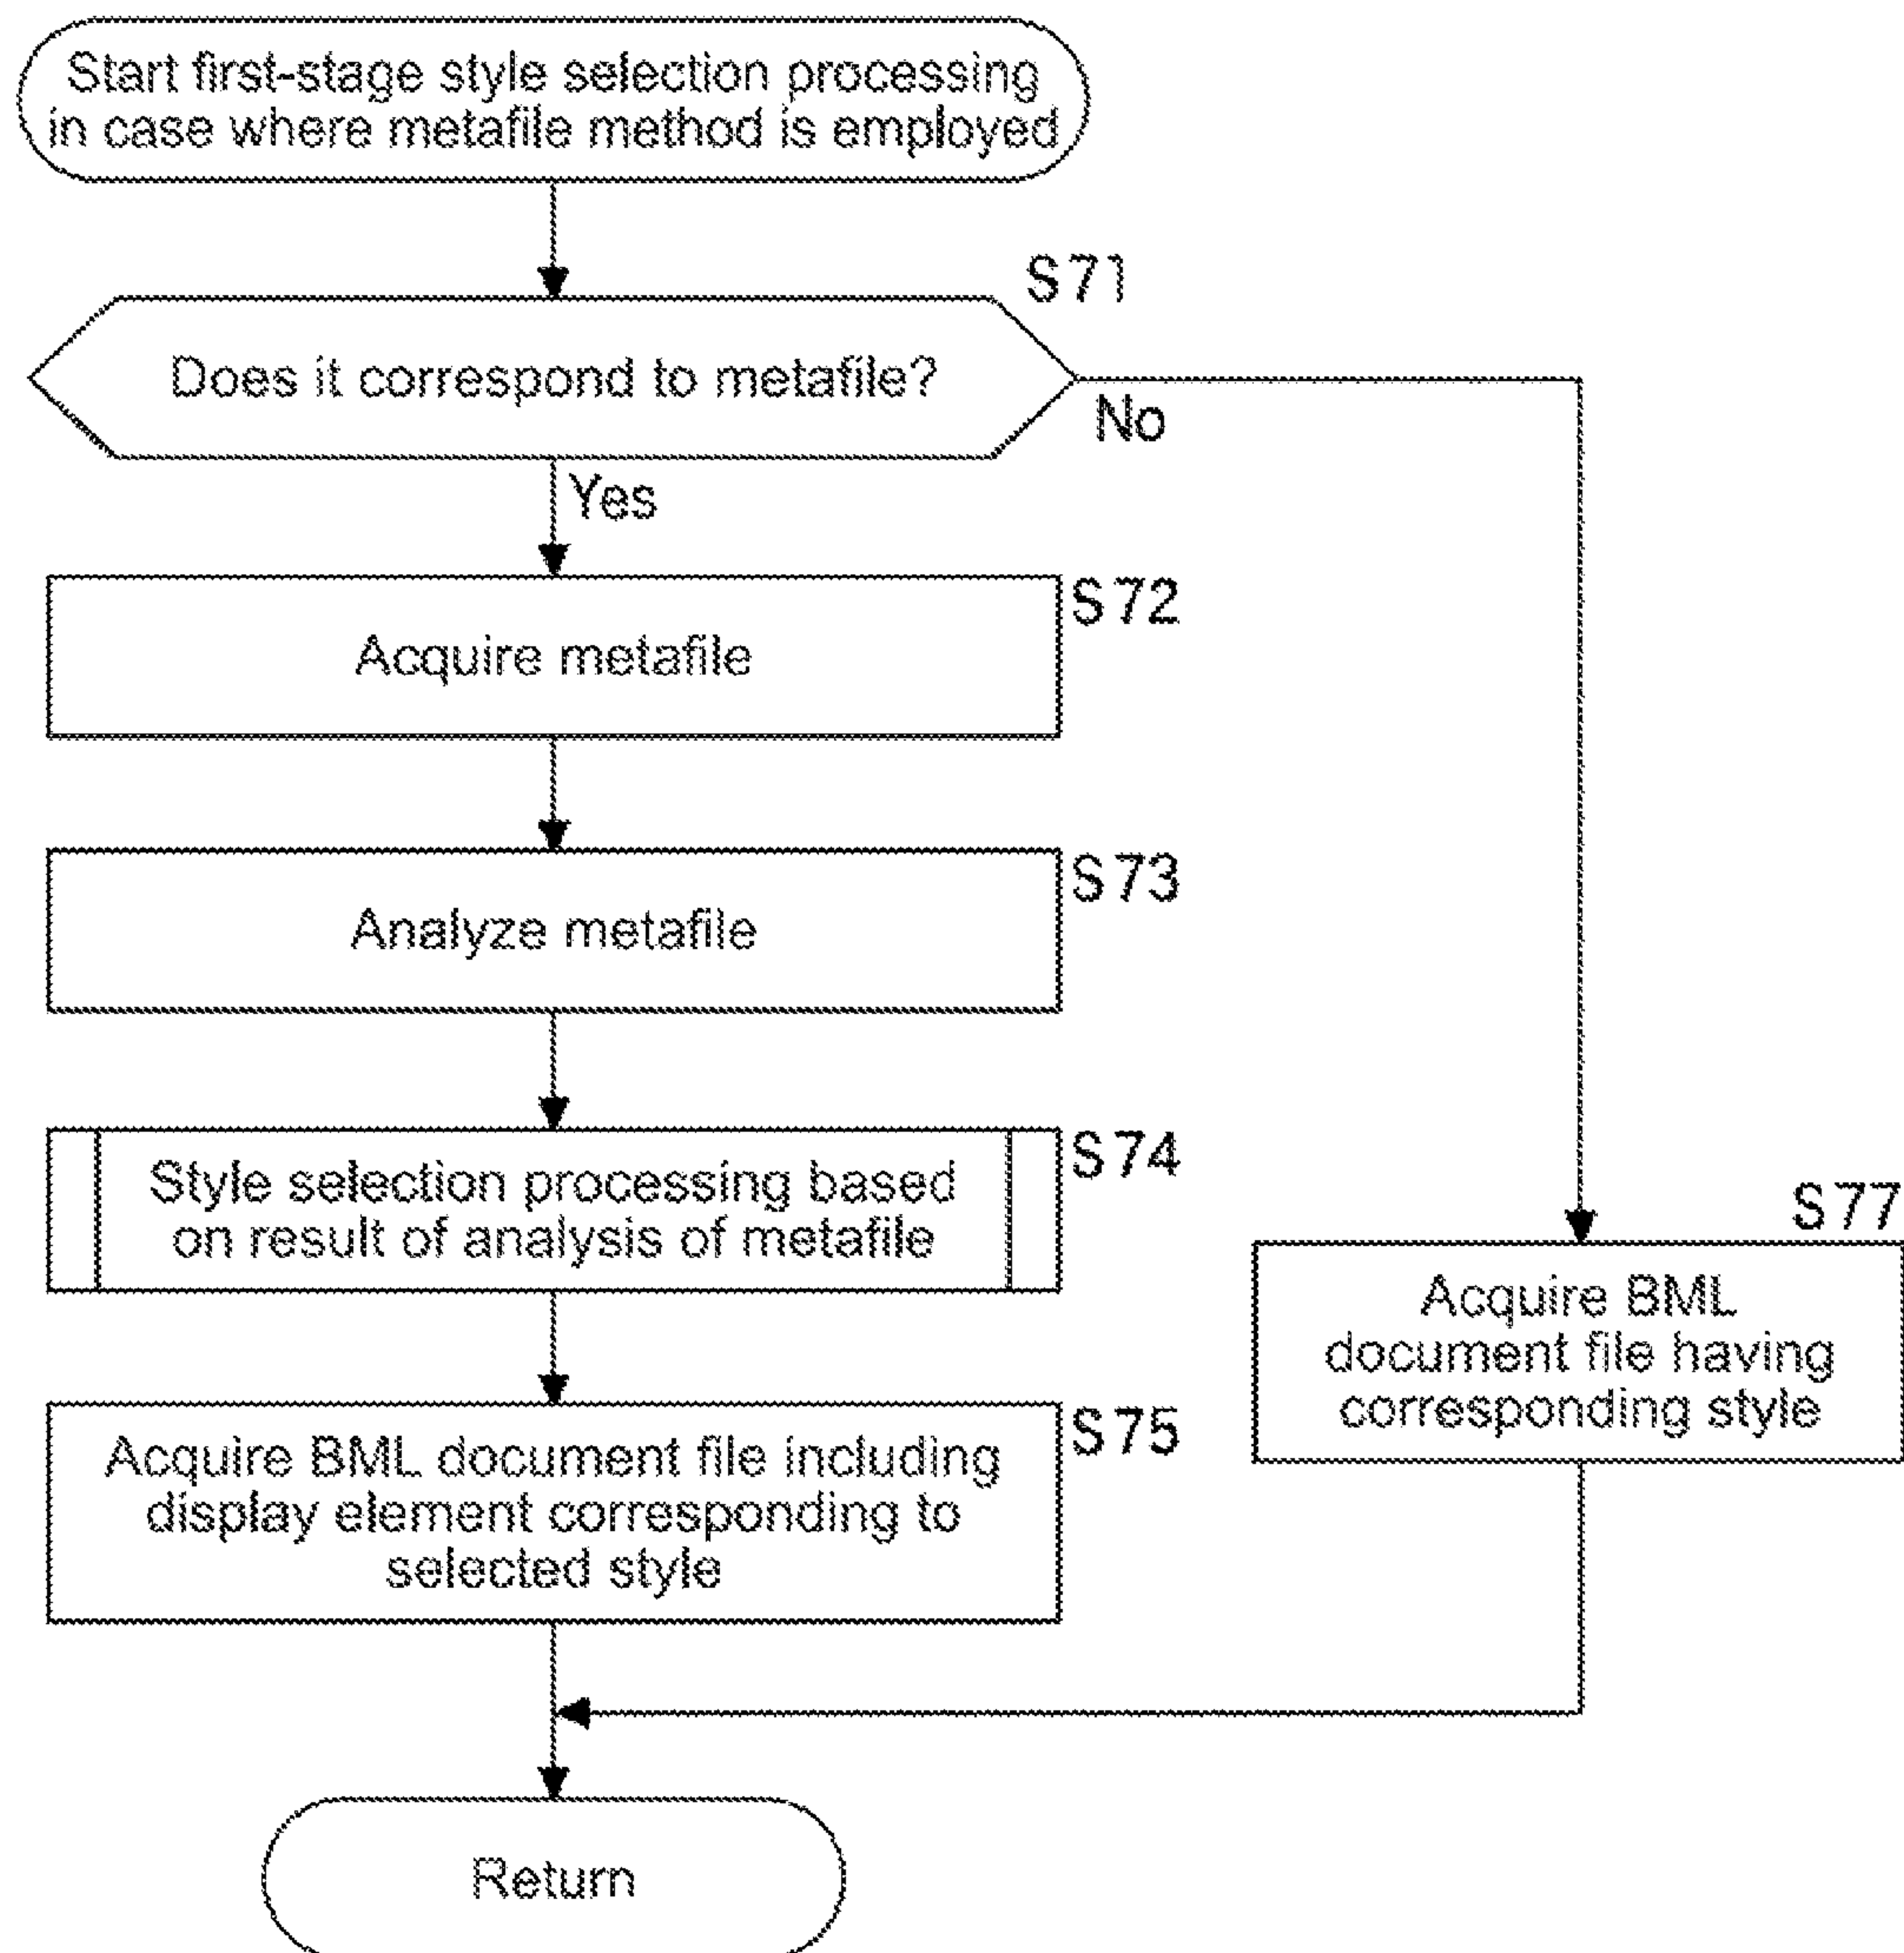 Start first-stage style selection processing
in case where metafile method is employed
S71
Does it correspond to metafile?
No
Yes
S72
Acquire metafile
S73
Analyze metafile
S74
Style selection processing based
on result of analysis of metafile
S77
Acquire BML
document file having
corresponding style
S75
Acquire BML document file including
display element corresponding to
selected style
Return